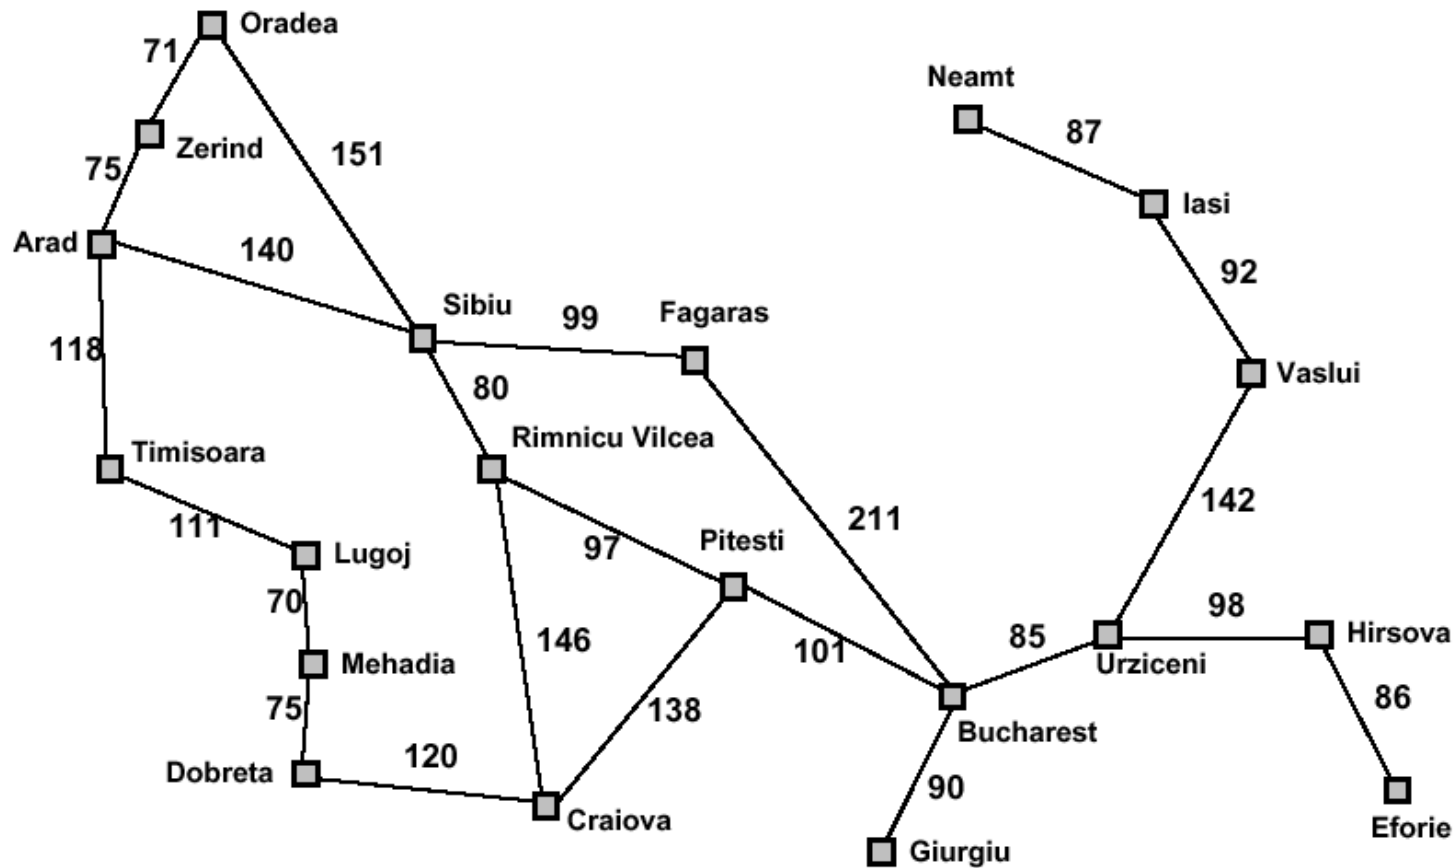 Oradea
71
Neamt
87
Zerind
151
75
Iasi
Arad
140
92
Sibiu
99
Fagaras
118
Vaslui
80
Rimnicu Vilcea
Timisoara
142
211
111
Lugoj
97
Pitesti
70
98
146
85
Hirsova
Mehadia
101
Urziceni
75
138
86
Bucharest
120
Dobreta
90
Craiova
Eforie
Giurgiu